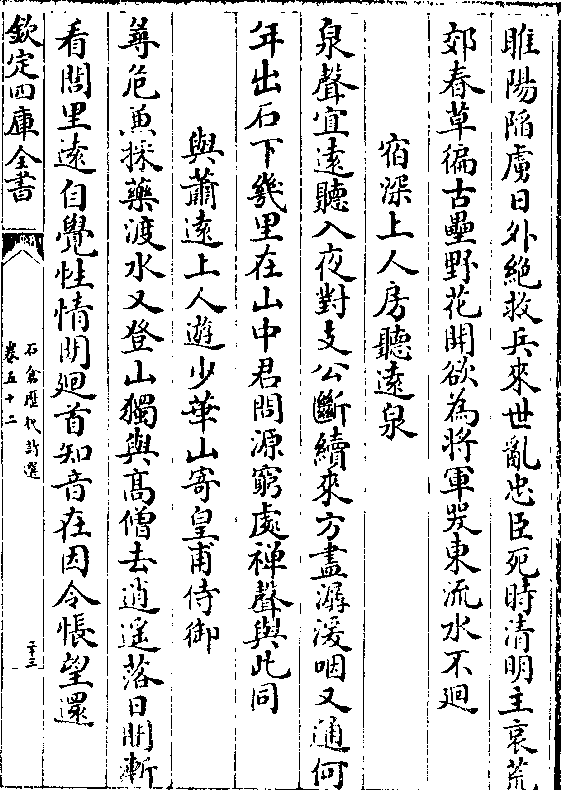 睢陽陷虜日外絶救兵來世亂忠臣死時清明主哀荒
郊春草徧古壘野花開欲為將軍哭東流水不廻
宿深上人房聽遠泉
泉聲宜遠聽入夜對支公斷續來方盡潺湲咽又通何
年出石下幾里在山中君問源窮處禅聲與此同
與蕭遠上人遊少華山寄皇甫侍御
尋危兼採藥渡水又登山獨與髙僧去逍遥落日間漸
看閭里遠自覺性情閒廻首知音在因令悵望還
欽定四庫全書
石倉歴代詩選
卷五十二
二十三